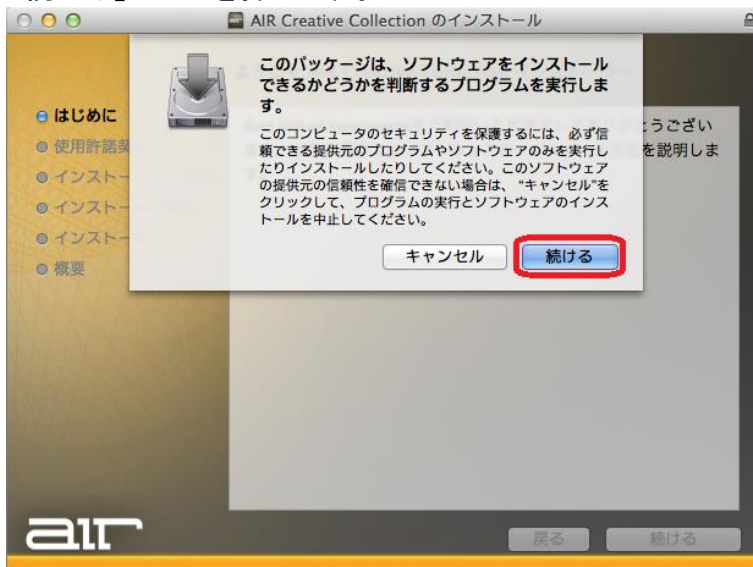 AIR Creative Collection のインストール
このパッケージは、ソフトウェアをインストール
できるかどうかを判断するプログラムを実行しま
す。
このコンピュータのセキュリティを保護するには、必ず信
頼できる提供元のプログラムやソフトウェアのみを実行し
たりインストールしたりしてください。このソフトウェア
の提供元の信頼性を確信できない場合は、"キャンセル"を
クリックして、プログラムの実行とソフトウェアのインス
トールを中止してください。
キャンセル
続ける
はじめに
使用許諾契
インストー
インストー
インストー
概要
うござい
を説明しま
air
戻る
続ける